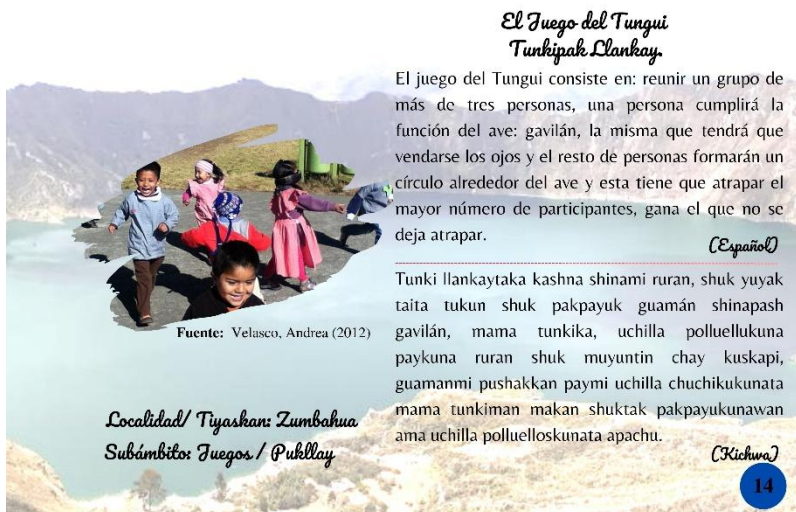 El Juego del Tungui
Tunkipak Llankay.
El juego del Tungui consiste en: reunir un grupo de
más de tres personas, una persona cumplirá la
función del ave: gavilán, la misma que tendrá que
vendarse los ojos y el resto de personas formarán un
círculo alrededor del ave y esta tiene que atrapar el
mayor número de participantes, gana el que no se
deja atrapar.
(Español)
Tunki llankaytaka kashna shinami ruran, shuk yuyak
taita tukun shuk pakpayuk guamán shinapash
gavilán, mama tunkika, uchilla polluellukuna
paykuna ruran shuk muyuntin chay kuskapi,
guamanmi pushakkan paymi uchilla chuchikukunata
mama tunkiman makan shuktak pakpayukunawan
ama uchilla polluelloskunata apachu.
(Kichwa)
Fuente: Velasco, Andrea (2012)
Localidad/ Tiyaskan: Zumbahua
Subámbito: Juegos / Pukllay
14